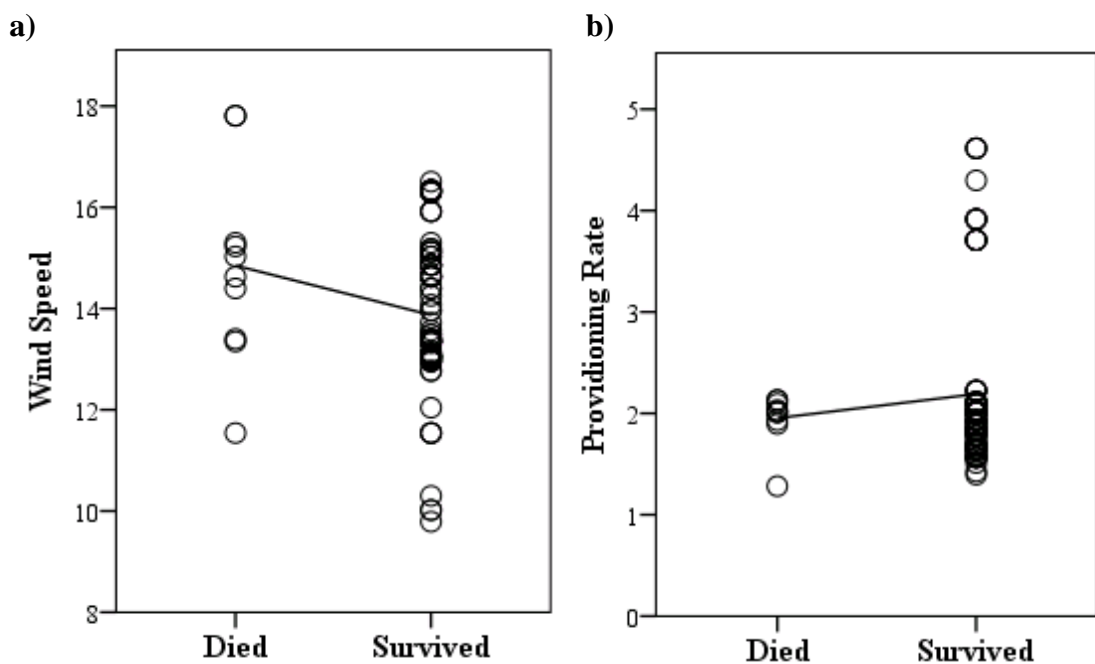 a)
Wind Speed
18
16
14
12
10
8
Died Survived
b)
Providioning Rate
5
4
3
2
1
0
Died Survived